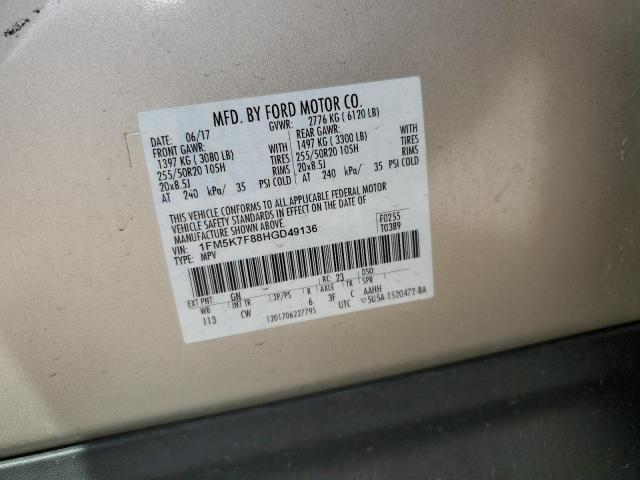 MFD. BY FORD MOTOR CO.
DATE: 06/17 GVWR: 2776 KG ( 6120 LB)
FRONT GAWR: REAR GAWR:
1397 KG ( 3080 LB) WITH 1497 KG ( 3300 LB) WITH
255/50R20 105H TIRES 255/50R20 105H TIRES
20x8.5J RIMS 20x8.5J RIMS
AT 240 kPa/ 35 PSI COLD AT 240 kPa/ 35 PSI COLD
THIS VEHICLE CONFORMS TO ALL APPLICABLE FEDERAL MOTOR
VEHICLE SAFETY STANDARDS IN EFFECT ON THE DATE OF
MANUFACTURE SHOWN ABOVE.
VIN: 1FM5K7F88HGD49136 F0255
TYPE: MPV T0389
EXT PNT: GN RC: 23 DSO:
WB INT TR TP/PS R AXLE TR SPR
113 CW 6 3F C AAHH
1201706227795 UTC 5USA-1520472-BA